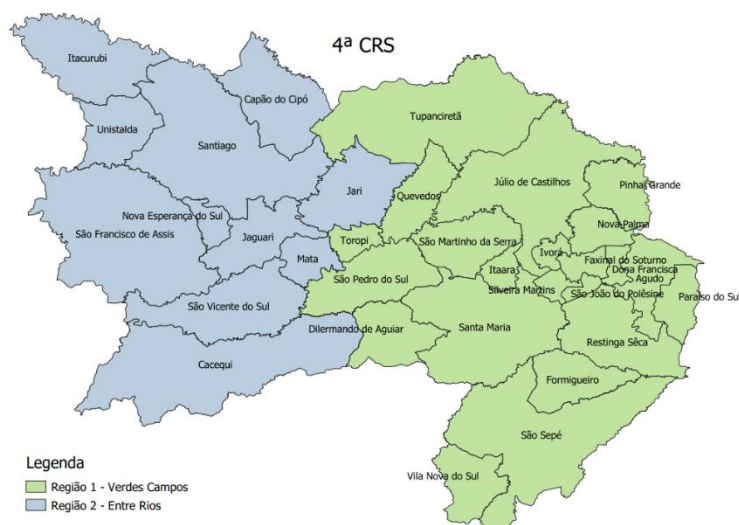 4ª CRS
Itacurubi
Capão do Cipó
Tupanciretã
Unistalda
Santiago
Júlio de Castilhos
Pinhal Grande
Jari
Quevedos
Nova Esperança do Sul
Nova Palma
São Francisco de Assis
Jaguari
Toropi
São Martinho da Serra
Ivorá
Faxinal do Soturno
Mata
Itaara
Dona Francisca
Agudo
São Pedro do Sul
Silveira Martins
São João do Polêsine
Paraíso do Sul
São Vicente do Sul
Dilermando de Aguiar
Santa Maria
Restinga Sêca
Cacequi
Formigueiro
São Sepé
Vila Nova do Sul
Legenda
Região 1 - Verdes Campos
Região 2 - Entre Rios